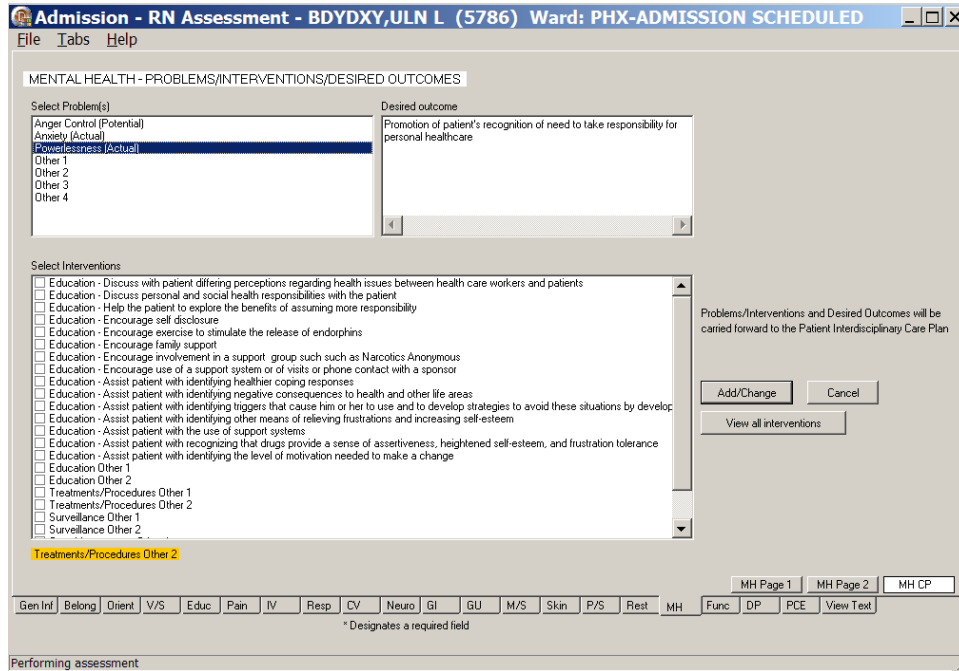 Admission - RN Assessment - BDYDXY,ULN L (5786) Ward: PHX-ADMISSION SCHEDULED
File Tabs Help
MENTAL HEALTH - PROBLEMS/INTERVENTIONS/DESIRED OUTCOMES
Select Problem(s)
Anger Control (Potential)
Anxiety (Actual)
Powerlessness (Actual)
Other 1
Other 2
Other 3
Other 4
Desired outcome
Promotion of patient's recognition of need to take responsibility for
personal healthcare
Select Interventions
Education - Discuss with patient differing perceptions regarding health issues between health care workers and patients
Education - Discuss personal and social health responsibilities with the patient
Education - Help the patient to explore the benefits of assuming more responsibility
Education - Encourage self disclosure
Education - Encourage exercise to stimulate the release of endorphins
Education - Encourage family support
Education - Encourage involvement in a support group such such as Narcotics Anonymous
Education - Encourage use of a support system or of visits or phone contact with a sponsor
Education - Assist patient with identifying healthier coping responses
Education - Assist patient with identifying negative consequences to health and other life areas
Education - Assist patient with identifying triggers that cause him or her to use and to develop strategies to avoid these situations by develop
Education - Assist patient with identifying other means of relieving frustrations and increasing self-esteem
Education - Assist patient with the use of support systems
Education - Assist patient with recognizing that drugs provide a sense of assertiveness, heightened self-esteem, and frustration tolerance
Education - Assist patient with identifying the level of motivation needed to make a change
Education Other 1
Education Other 2
Treatments/Procedures Other 1
Treatments/Procedures Other 2
Surveillance Other 1
Surveillance Other 2
Treatments/Procedures Other 2
Problems/Interventions and Desired Outcomes will be
carried forward to the Patient Interdisciplinary Care Plan
Add/Change Cancel
View all interventions
MH Page 1 MH Page 2 MH CP
Gen Inf Belong Orient V/S Educ Pain IV Resp CV Neuro GI GU M/S Skin P/S Rest MH Func DP PCE View Text
* Designates a required field
Performing assessment